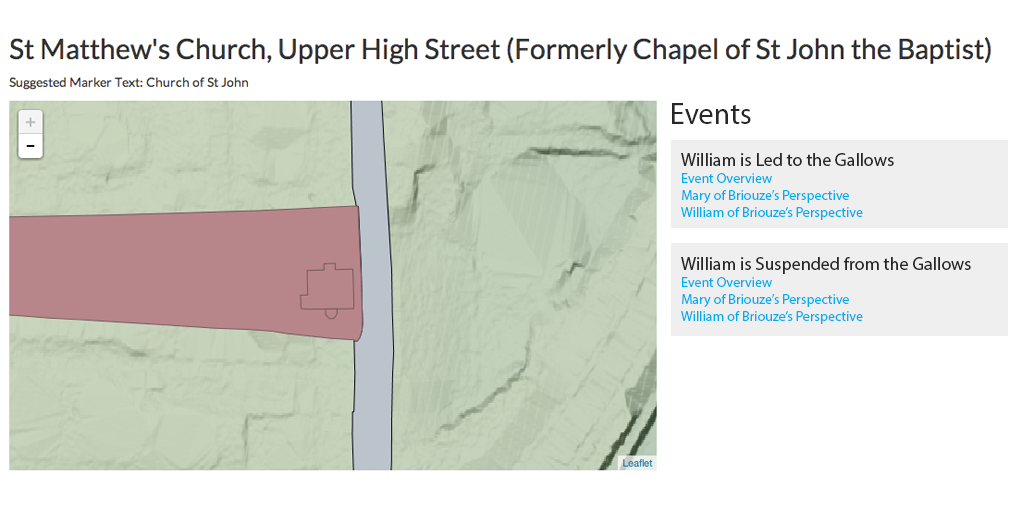 St Matthew's Church, Upper High Street (Formerly Chapel of St John the Baptist)
Suggested Marker Text: Church of St John
+
-
Leaflet
Events
William is Led to the Gallows
Event Overview
Mary of Briouze’s Perspective
William of Briouze’s Perspective
William is Suspended from the Gallows
Event Overview
Mary of Briouze’s Perspective
William of Briouze’s Perspective